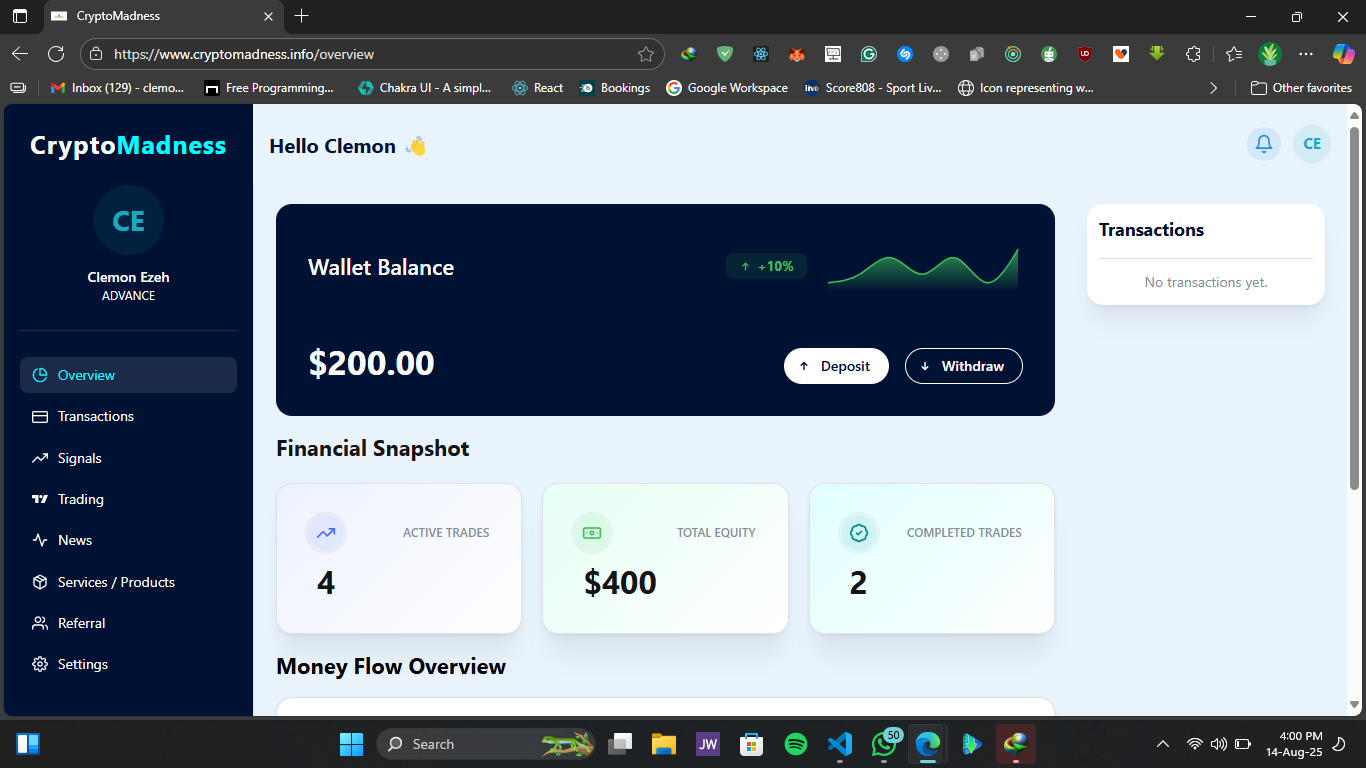 CryptoMadness
https://www.cryptomadness.info/overview
Inbox (129) - clemo...
Free Programming...
Chakra UI - A simpl...
React
Bookings
Google Workspace
live Score808 - Sport Liv...
Icon representing w...
Other favorites
CryptoMadness
CE
Clemon Ezeh
ADVANCE
Overview
Transactions
Signals
Trading
News
Services / Products
Referral
Settings
Hello Clemon 👋
CE
Wallet Balance
+10%
$200.00
Deposit
Withdraw
Transactions
No transactions yet.
Financial Snapshot
ACTIVE TRADES
4
TOTAL EQUITY
$400
COMPLETED TRADES
2
Money Flow Overview
Search
JW
50
4:00 PM
14-Aug-25